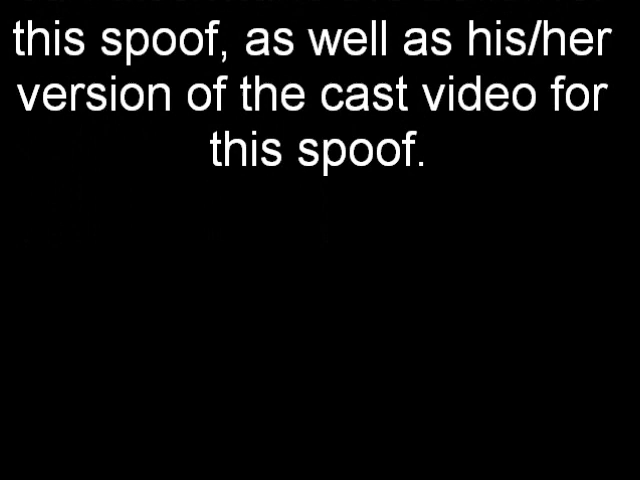 this spoof, as well as his/her
version of the cast video for
this spoof.